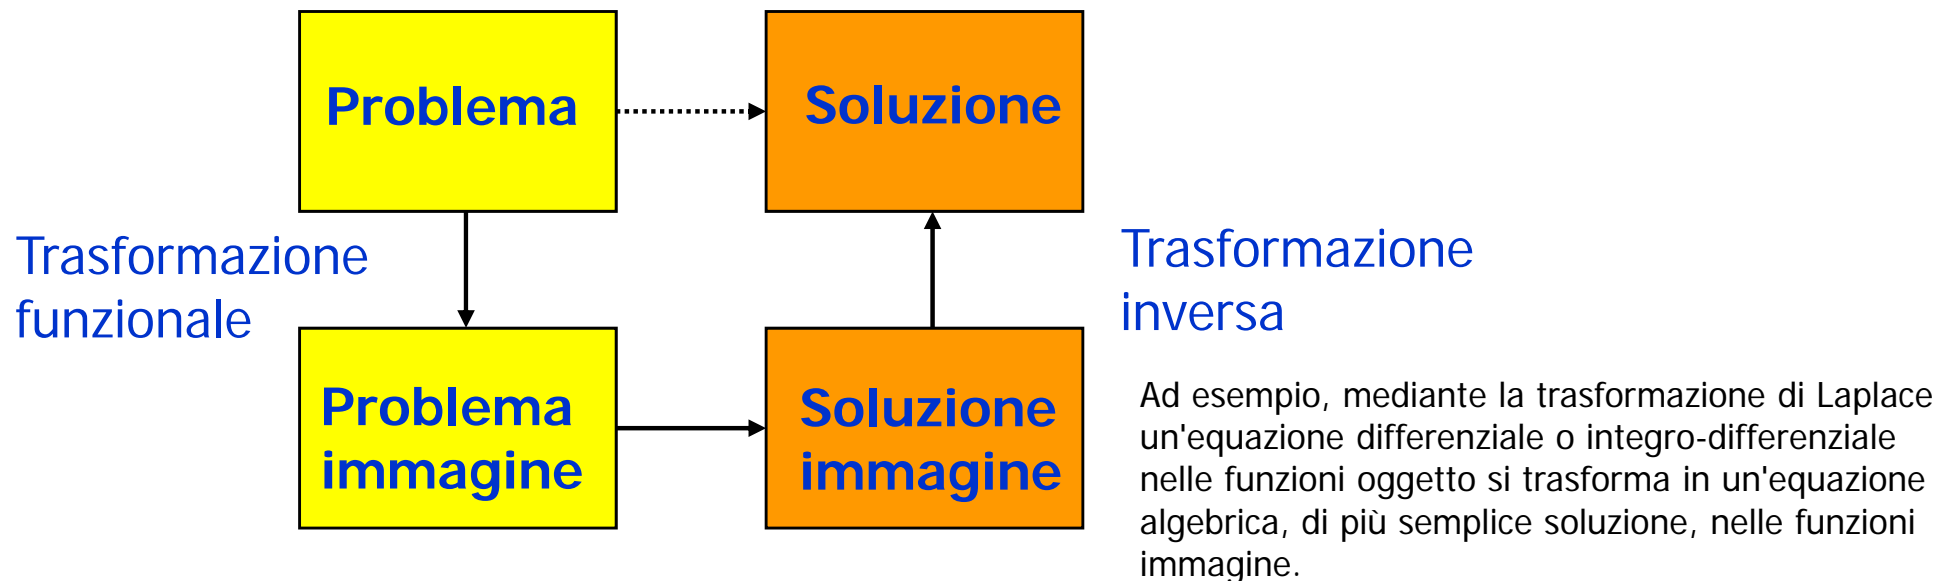 Problema
Soluzione
Trasformazione
funzionale
Trasformazione
inversa
Problema
immagine
Soluzione
immagine
Ad esempio, mediante la trasformazione di Laplace
un'equazione differenziale o integro-differenziale
nelle funzioni oggetto si trasforma in un'equazione
algebrica, di più semplice soluzione, nelle funzioni
immagine.